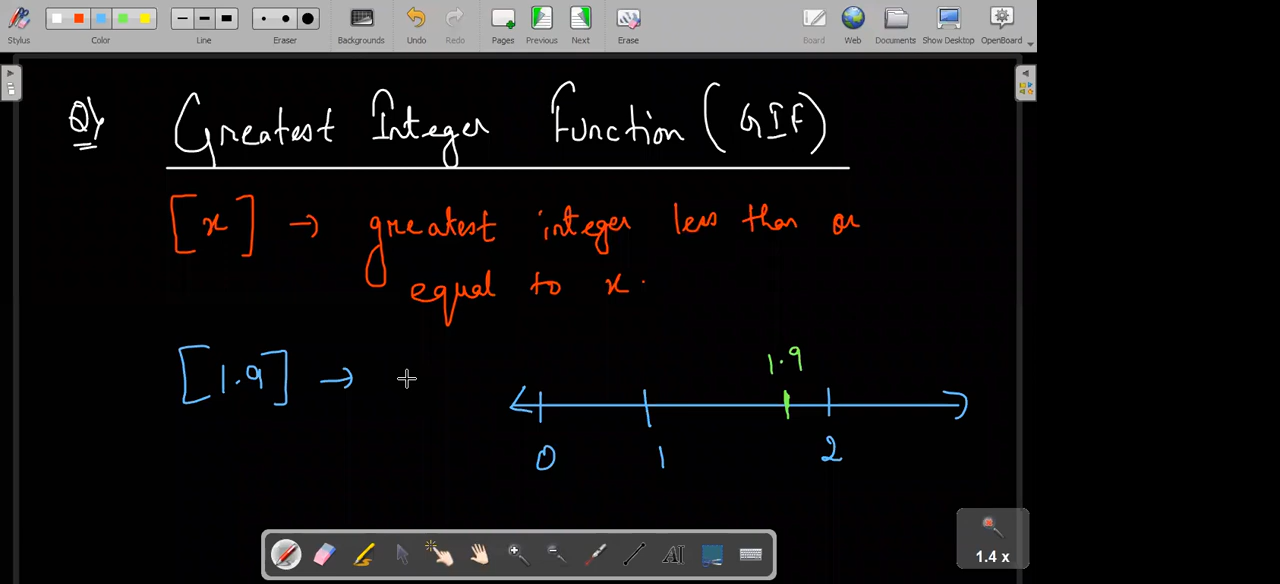 Stylus Color Line Eraser Backgrounds Undo Redo Pages Previous Next Erase Board Web Documents Show Desktop OpenBoard
Q/ Greatest Integer Function (GIF)
[x] → greatest integer less than or
equal to x.
1.9
[1.9] →
0 1 2
1.4 x